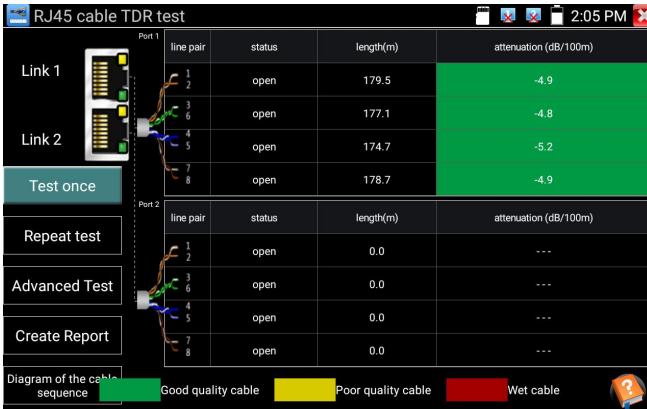 RJ45 cable TDR test
2:05 PM
Link 1
Link 2
Test once
Repeat test
Advanced Test
Create Report
Diagram of the cable
sequence
Port 1
line pair status length(m) attenuation (dB/100m)
1 2 open 179.5 -4.9
3 6 open 177.1 -4.8
4 5 open 174.7 -5.2
7 8 open 178.7 -4.9
Port 2
line pair status length(m) attenuation (dB/100m)
1 2 open 0.0 ---
3 6 open 0.0 ---
4 5 open 0.0 ---
7 8 open 0.0 ---
Good quality cable Poor quality cable Wet cable
?